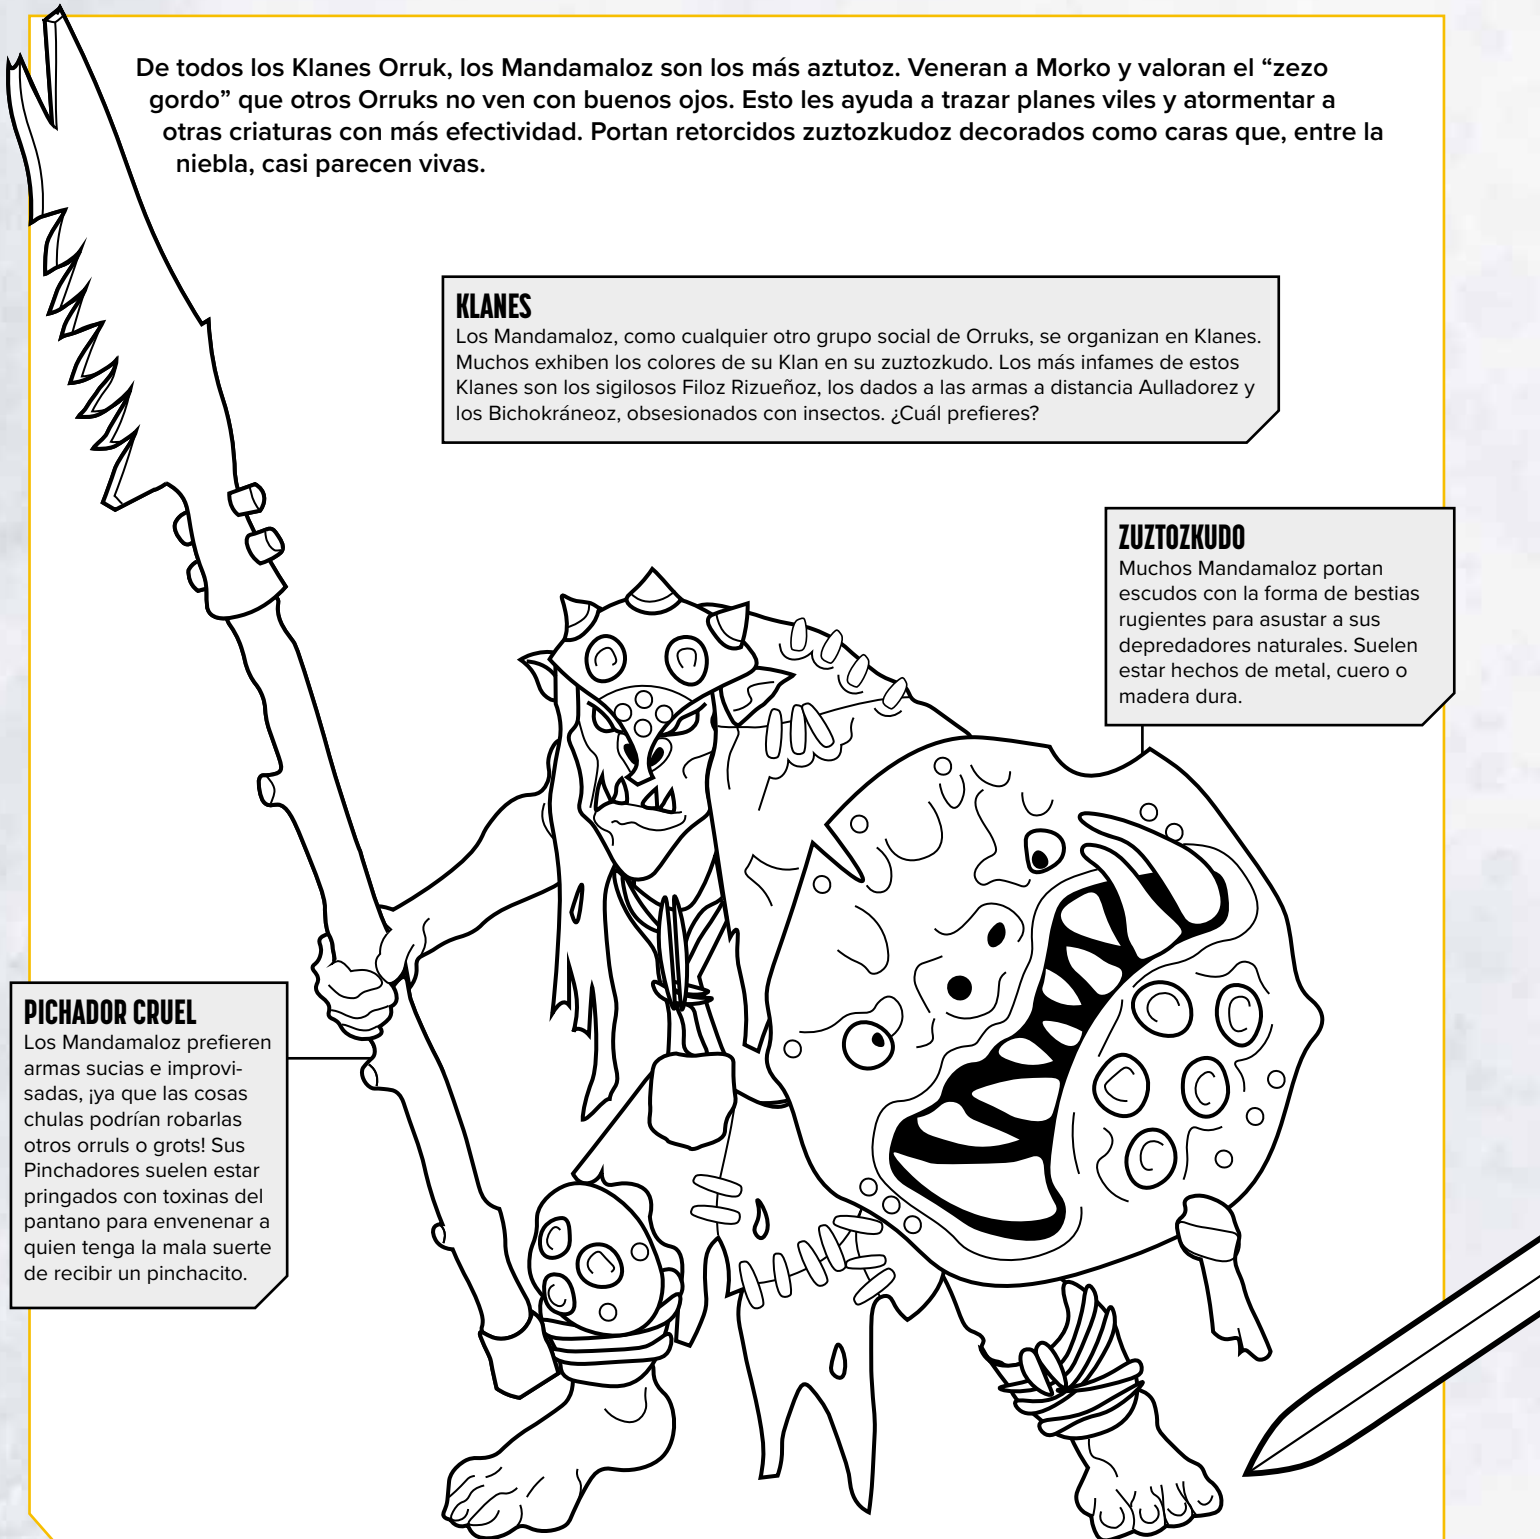 De todos los Klanes Orruk, los Mandamaloz son los más aztutoz. Veneran a Morko y valoran el “zezo
gordo” que otros Orruks no ven con buenos ojos. Esto les ayuda a trazar planes viles y atormentar a
otras criaturas con más efectividad. Portan retorcidos zuztozkudoz decorados como caras que, entre la
niebla, casi parecen vivas.
KLANES
Los Mandamaloz, como cualquier otro grupo social de Orruks, se organizan en Klanes.
Muchos exhiben los colores de su Klan en su zuztozkudo. Los más infames de estos
Klanes son los sigilosos Filoz Rizueñoz, los dados a las armas a distancia Aulladorez y
los Bichokráneoz, obsesionados con insectos. ¿Cuál prefieres?
ZUZTOZKUDO
Muchos Mandamaloz portan
escudos con la forma de bestias
rugientes para asustar a sus
depredadores naturales. Suelen
estar hechos de metal, cuero o
madera dura.
PICHADOR CRUEL
Los Mandamaloz prefieren
armas sucias e improvi-
sadas, ¡ya que las cosas
chulas podrían robarlas
otros orruls o grots! Sus
Pinchadores suelen estar
pringados con toxinas del
pantano para envenenar a
quien tenga la mala suerte
de recibir un pinchacito.